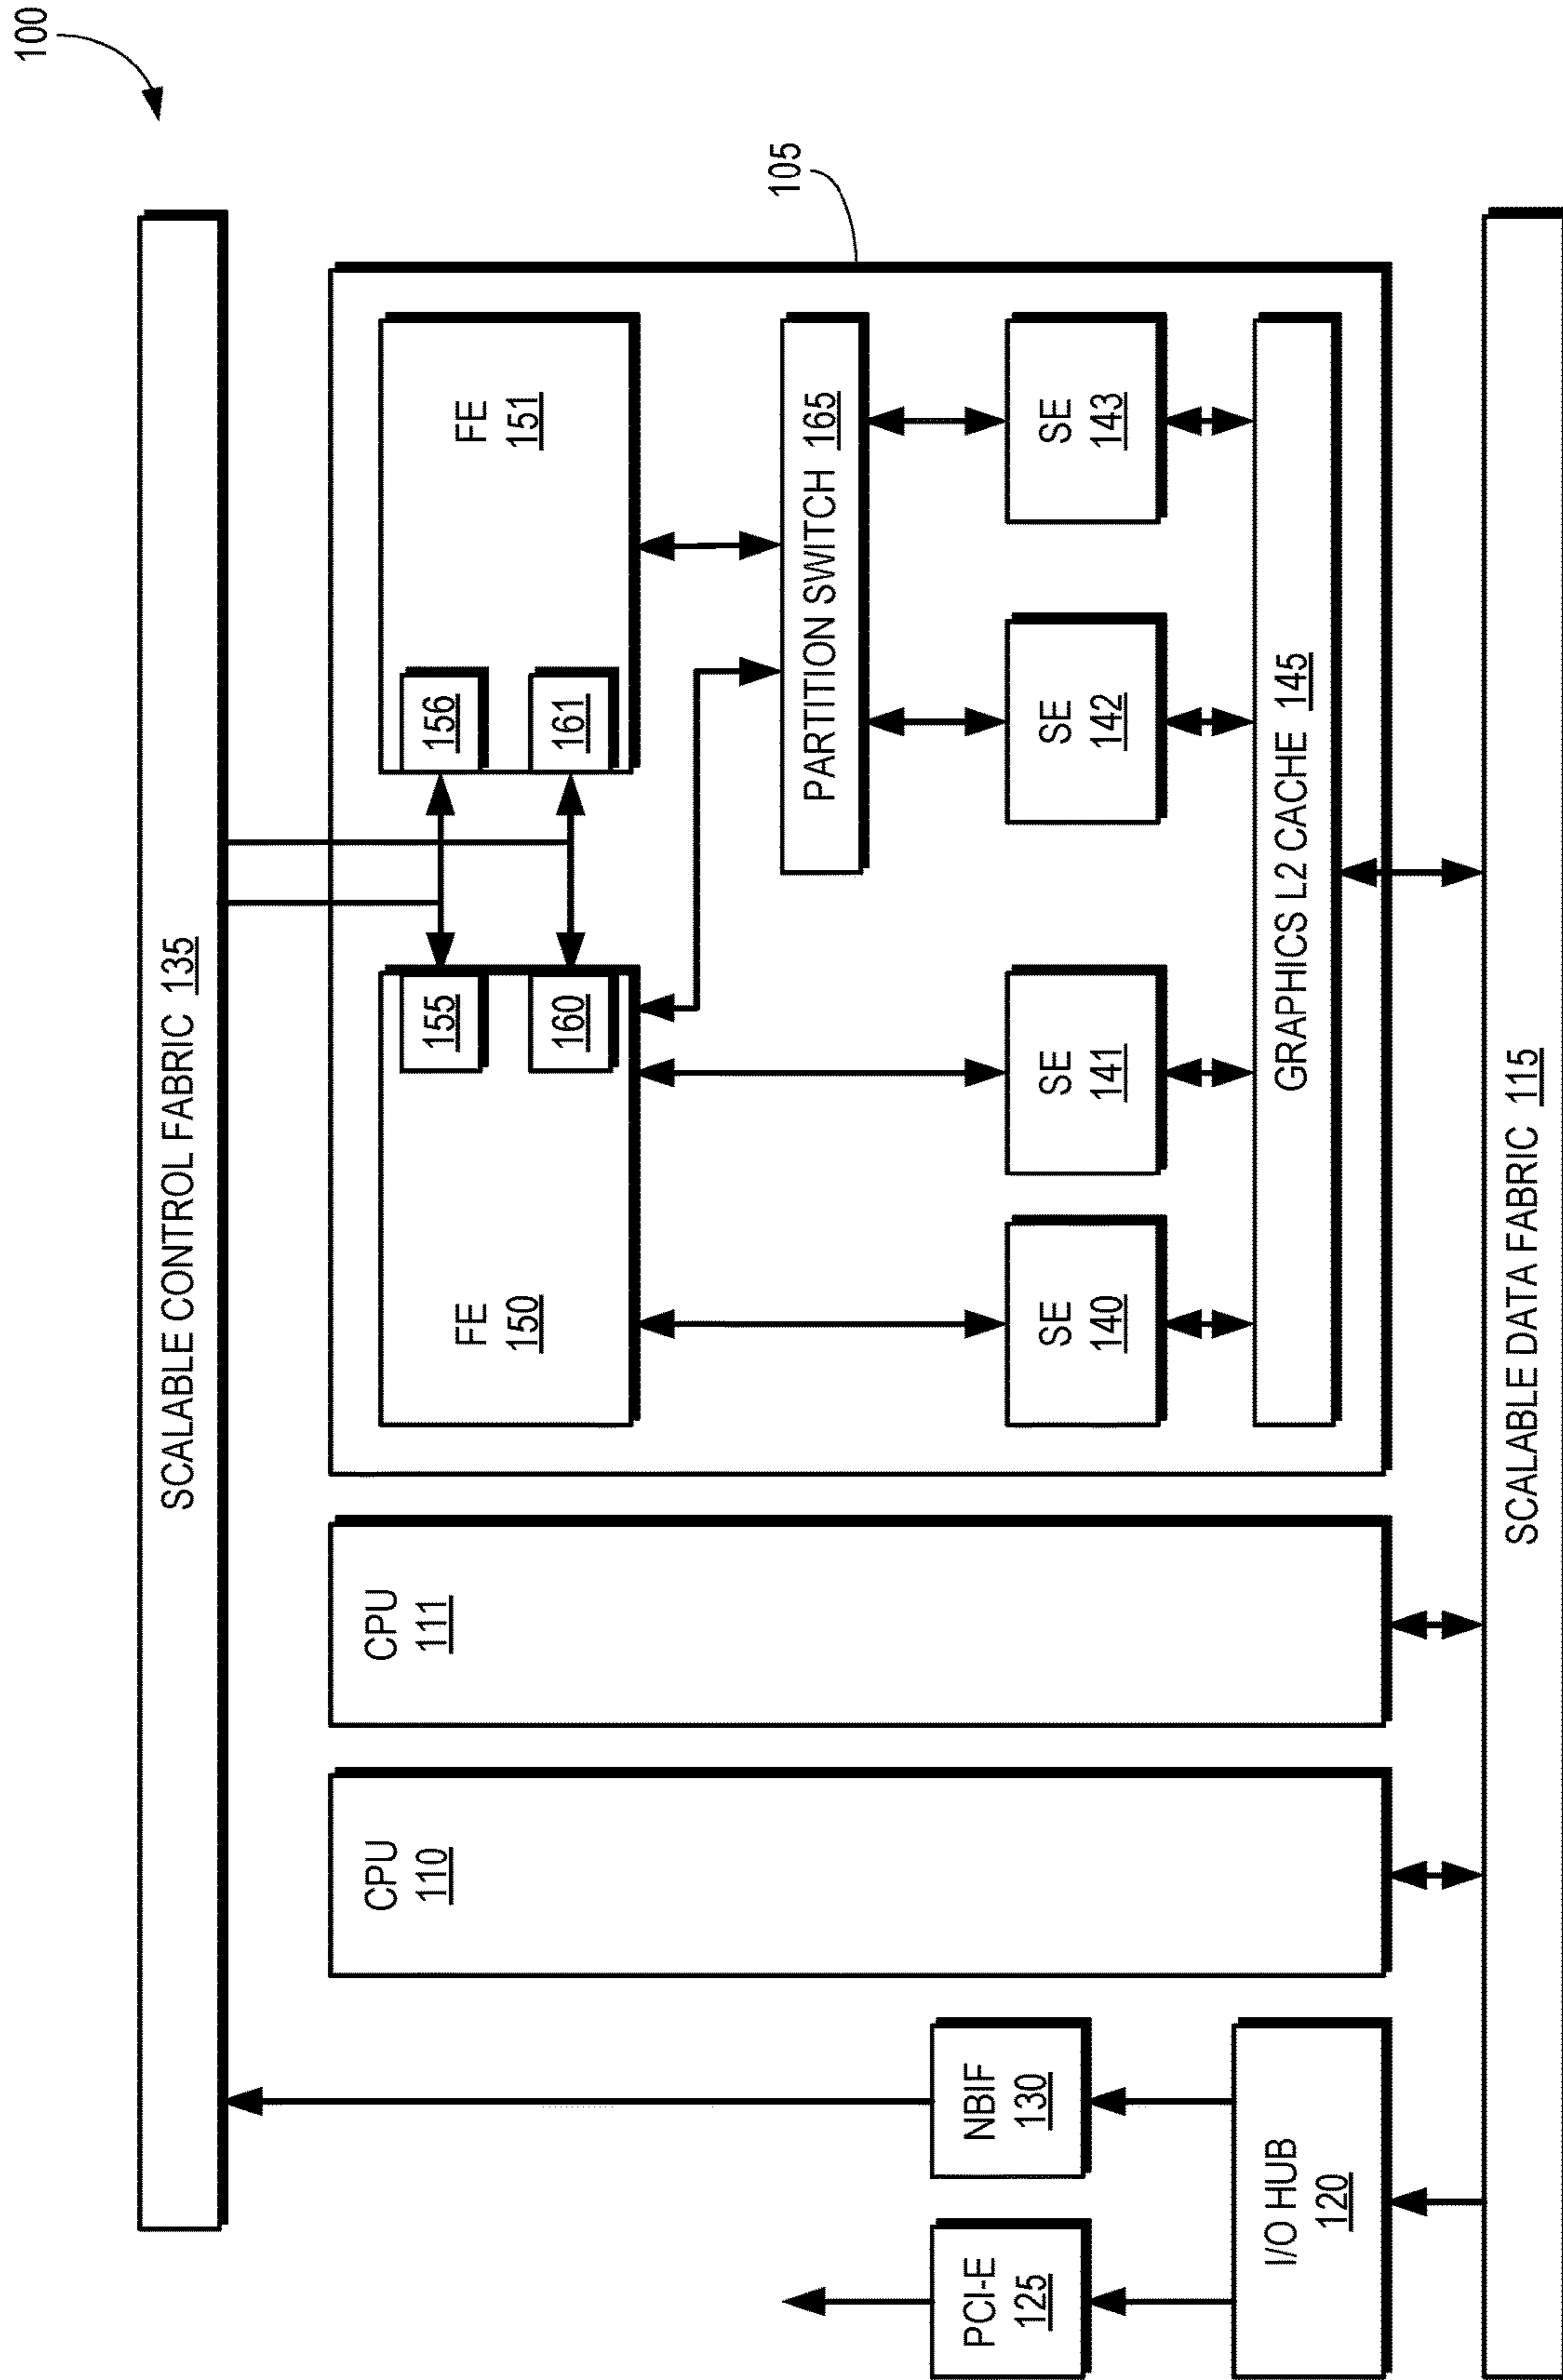 100
SCALABLE CONTROL FABRIC 135
105
CPU
110
CPU
111
FE
150
155
160
FE
151
156
161
PARTITION SWITCH 165
PCI-E
125
NBIF
130
SE
140
SE
141
SE
142
SE
143
I/O HUB
120
GRAPHICS L2 CACHE 145
SCALABLE DATA FABRIC 115